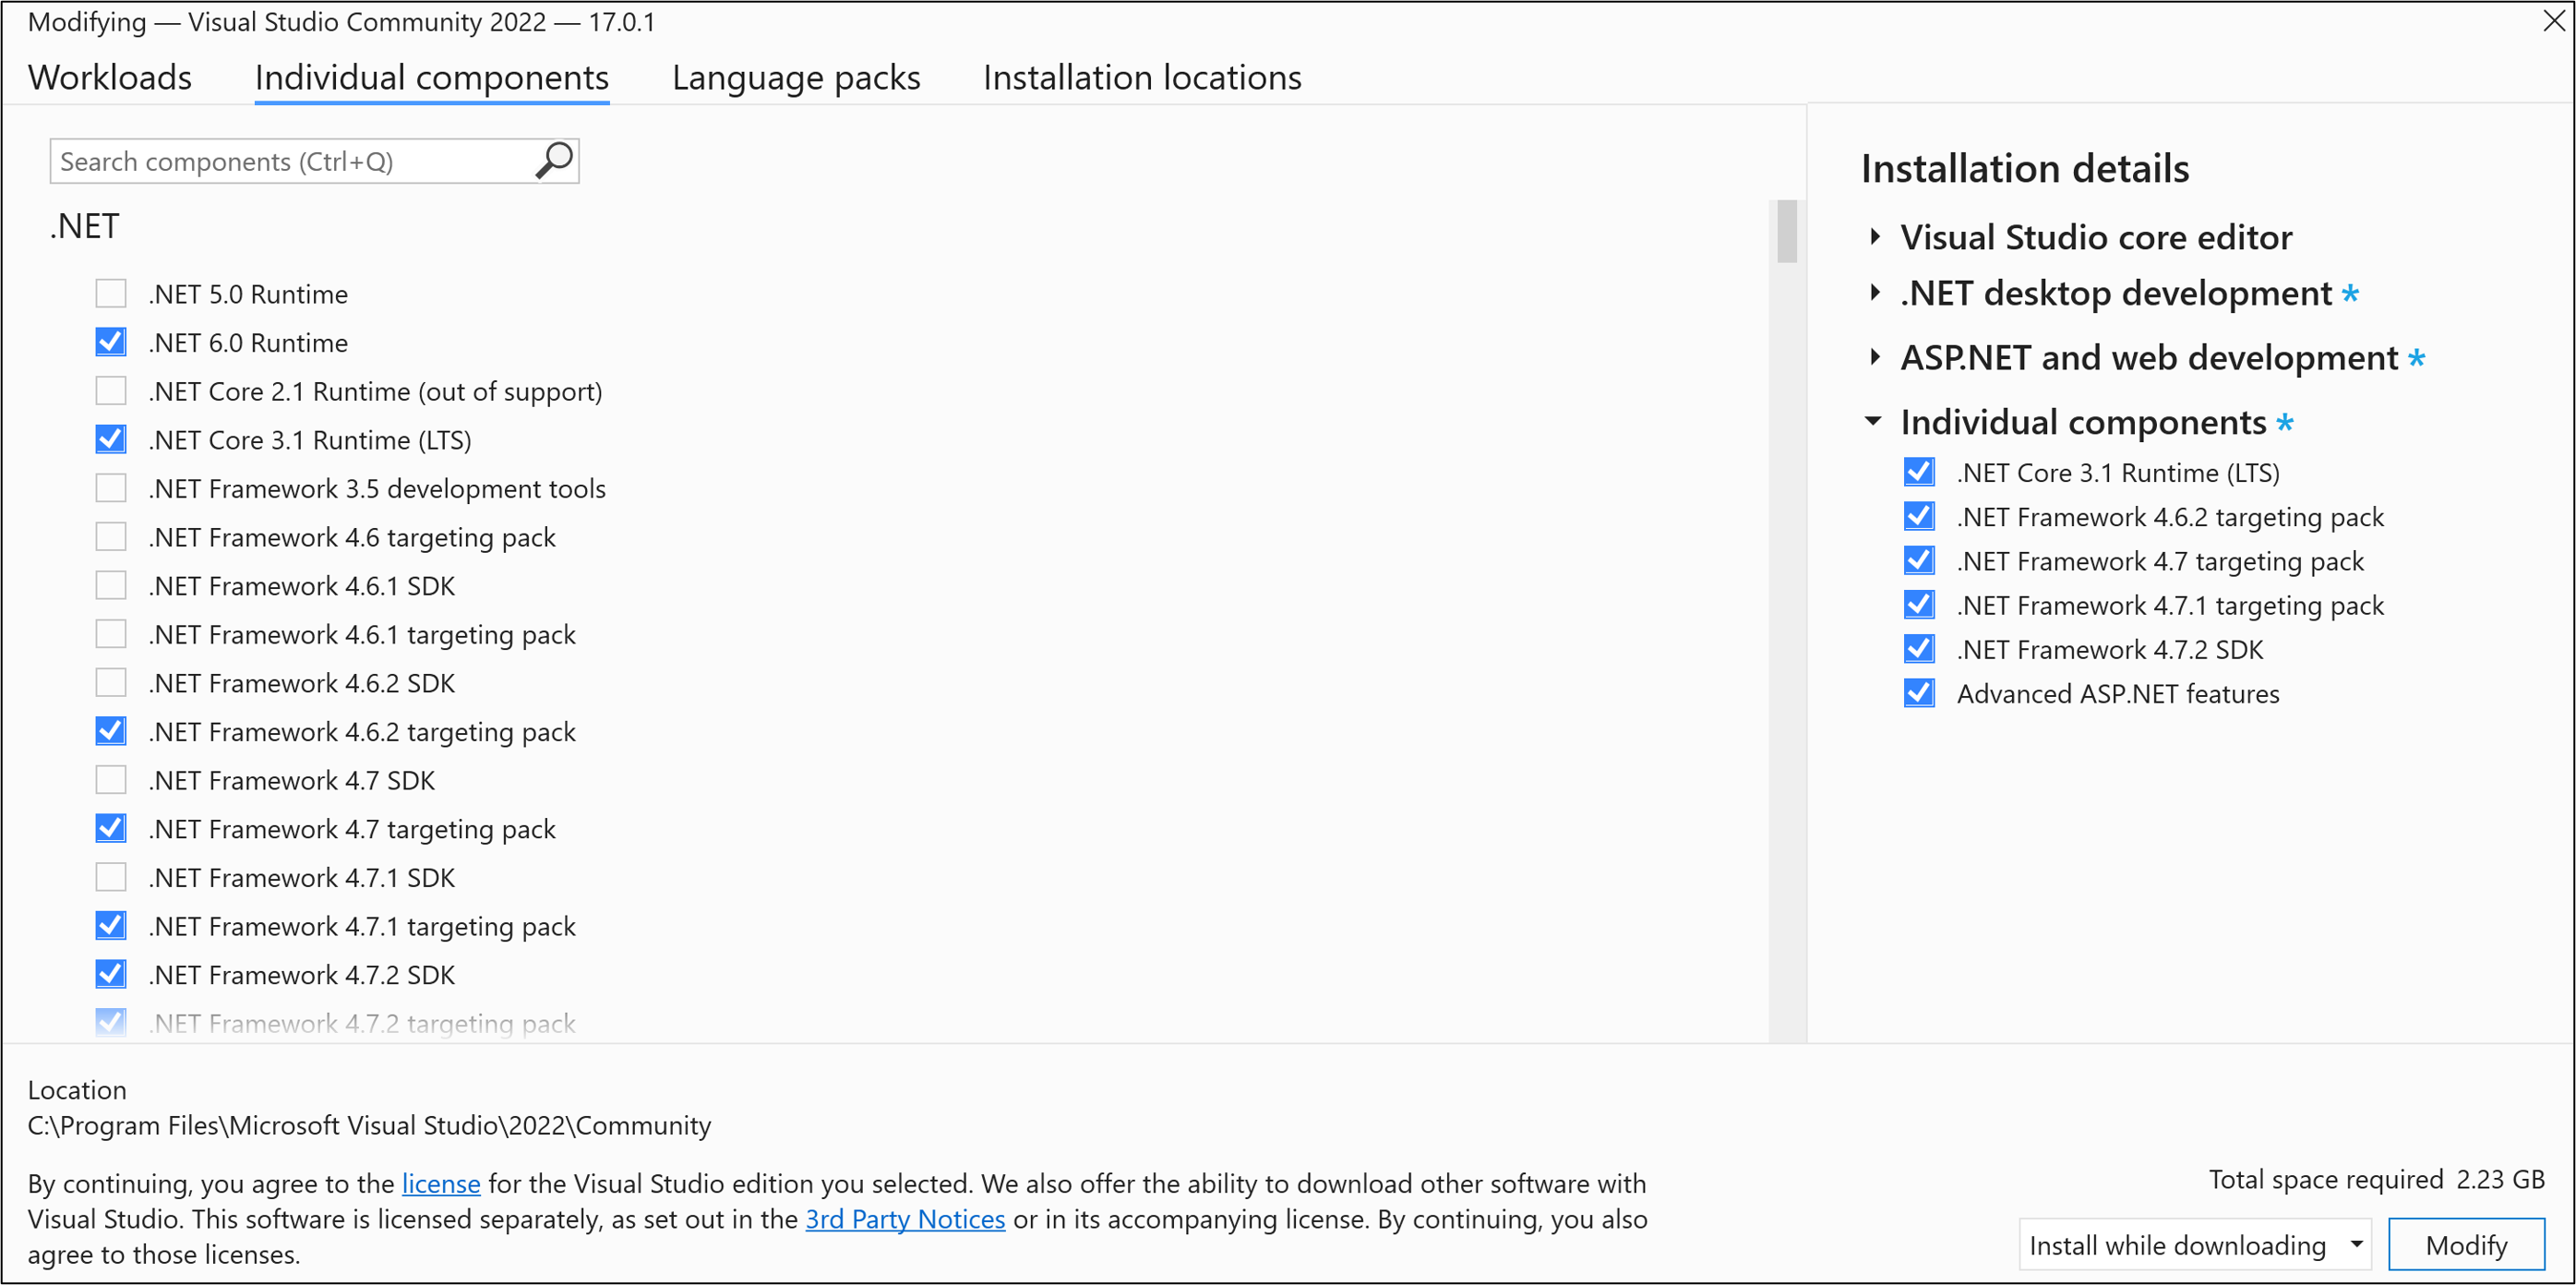 Modifying — Visual Studio Community 2022 — 17.0.1
Workloads
Individual components
Language packs
Installation locations
Search components (Ctrl+Q)
.NET
.NET 5.0 Runtime
.NET 6.0 Runtime
.NET Core 2.1 Runtime (out of support)
.NET Core 3.1 Runtime (LTS)
.NET Framework 3.5 development tools
.NET Framework 4.6 targeting pack
.NET Framework 4.6.1 SDK
.NET Framework 4.6.1 targeting pack
.NET Framework 4.6.2 SDK
.NET Framework 4.6.2 targeting pack
.NET Framework 4.7 SDK
.NET Framework 4.7 targeting pack
.NET Framework 4.7.1 SDK
.NET Framework 4.7.1 targeting pack
.NET Framework 4.7.2 SDK
.NET Framework 4.7.2 targeting pack
Installation details
Visual Studio core editor
.NET desktop development *
ASP.NET and web development *
Individual components *
.NET Core 3.1 Runtime (LTS)
.NET Framework 4.6.2 targeting pack
.NET Framework 4.7 targeting pack
.NET Framework 4.7.1 targeting pack
.NET Framework 4.7.2 SDK
Advanced ASP.NET features
Location
C:\Program Files\Microsoft Visual Studio\2022\Community
By continuing, you agree to the license for the Visual Studio edition you selected. We also offer the ability to download other software with
Visual Studio. This software is licensed separately, as set out in the 3rd Party Notices or in its accompanying license. By continuing, you also
agree to those licenses.
Total space required 2.23 GB
Install while downloading
Modify